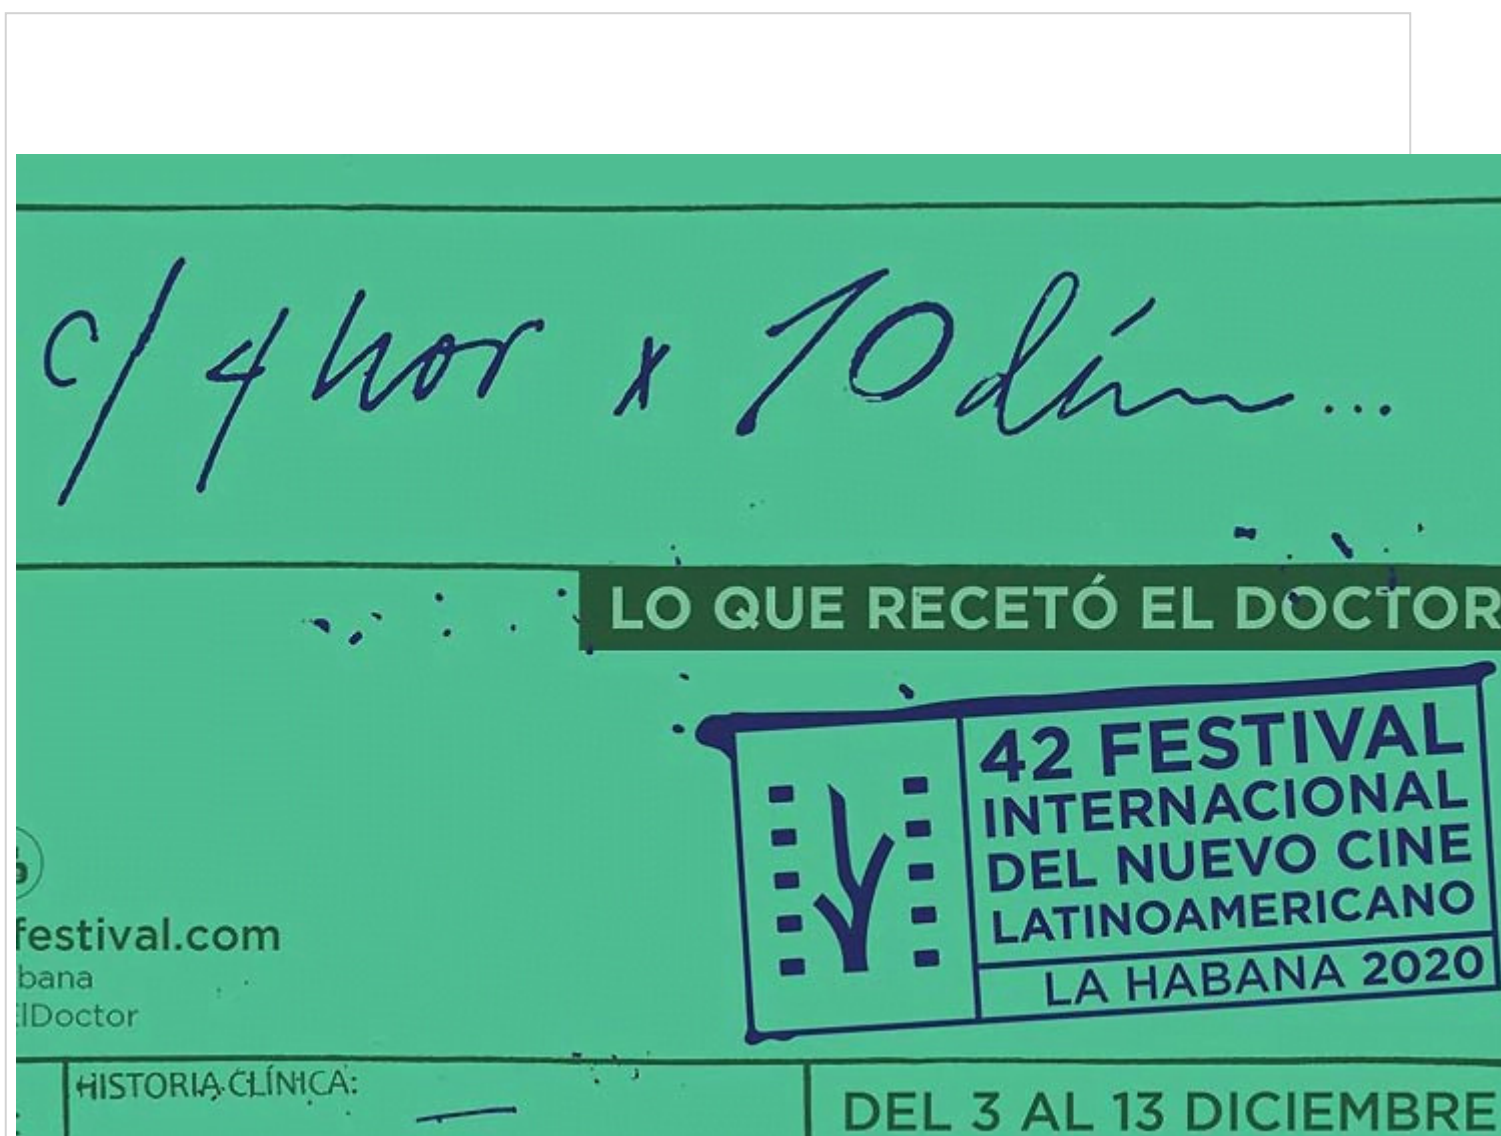 c/ 4 hor x 10 días...
LO QUE RECETÓ EL DOCTOR
42 FESTIVAL
INTERNACIONAL
DEL NUEVO CINE
LATINOAMERICANO
LA HABANA 2020
festival.com
bana
lDoctor
HISTORIA CLÍNICA:
DEL 3 AL 13 DICIEMBRE